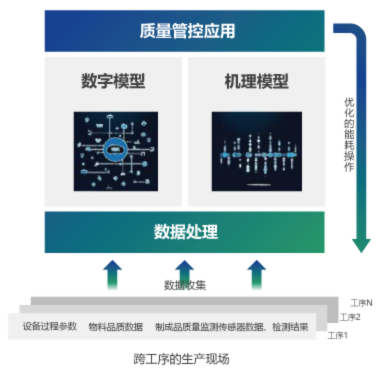 质量管控应用
数字模型
机理模型
优化的能耗操作
数据处理
数据收集
工序N
工序2
设备过程参数
物料品质数据
制成品质量监测传感器数据、检测结果
工序1
跨工序的生产现场